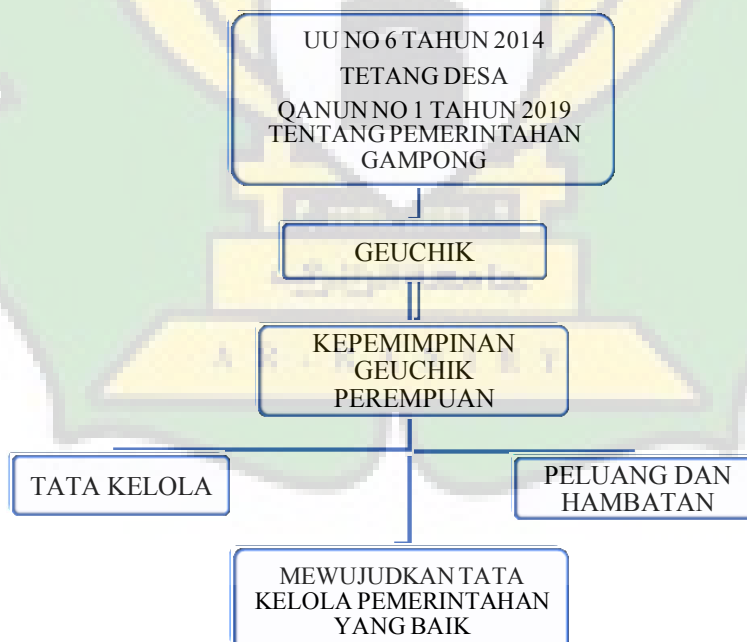 UU NO 6 TAHUN 2014
TETANG DESA
QANUN NO 1 TAHUN 2019
TENTANG PEMERINTAHAN
GAMPONG
GEUCHIK
KEPEMIMPINAN
GEUCHIK
PEREMPUAN
TATA KELOLA
PELUANG DAN
HAMBATAN
MEWUJUDKAN TATA
KELOLA PEMERINTAHAN
YANG BAIK